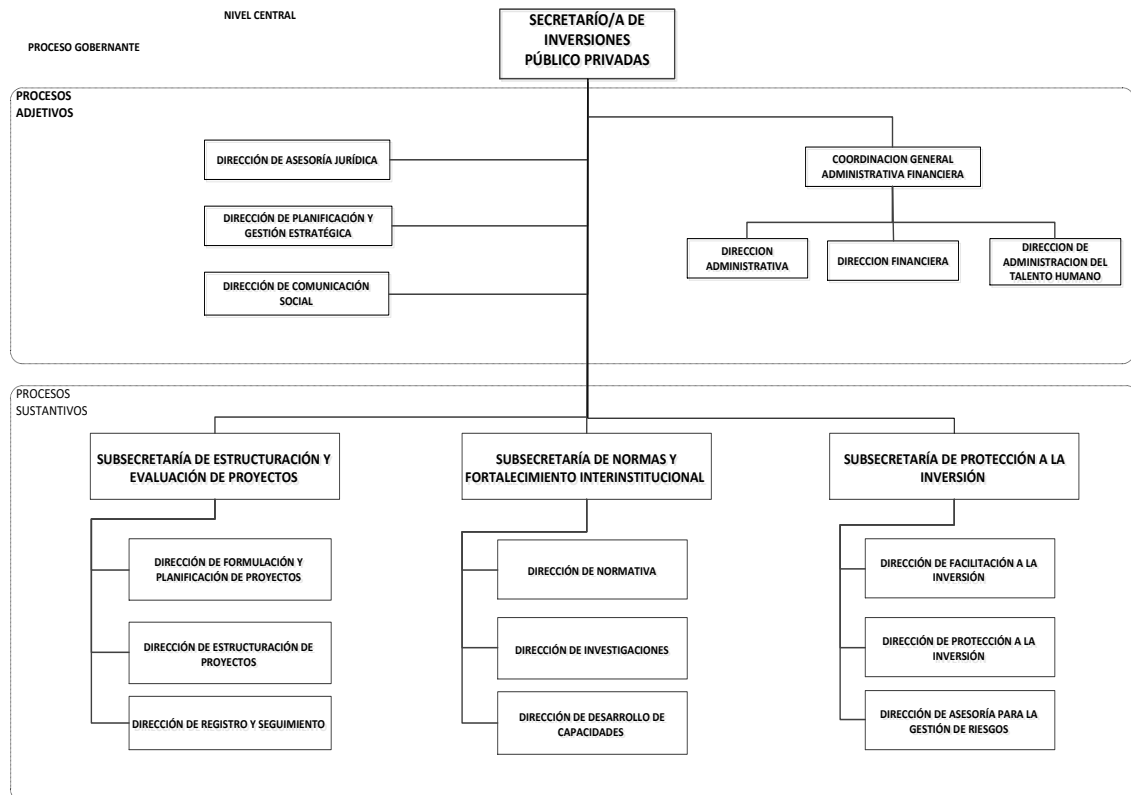 NIVEL CENTRAL
SECRETARÍO/A DE
INVERSIONES
PÚBLICO PRIVADAS
PROCESO GOBERNANTE
PROCESOS
ADJETIVOS
DIRECCIÓN DE ASESORÍA JURÍDICA
COORDINACION GENERAL
ADMINISTRATIVA FINANCIERA
DIRECCIÓN DE PLANIFICACIÓN Y
GESTIÓN ESTRATÉGICA
DIRECCION
ADMINISTRATIVA
DIRECCION FINANCIERA
DIRECCION DE
ADMINISTRACION DEL
TALENTO HUMANO
DIRECCIÓN DE COMUNICACIÓN
SOCIAL
PROCESOS
SUSTANTIVOS
SUBSECRETARÍA DE ESTRUCTURACIÓN Y
EVALUACIÓN DE PROYECTOS
SUBSECRETARÍA DE NORMAS Y
FORTALECIMIENTO INTERINSTITUCIONAL
SUBSECRETARÍA DE PROTECCIÓN A LA
INVERSIÓN
DIRECCIÓN DE FORMULACIÓN Y
PLANIFICACIÓN DE PROYECTOS
DIRECCIÓN DE NORMATIVA
DIRECCIÓN DE FACILITACIÓN A LA
INVERSIÓN
DIRECCIÓN DE ESTRUCTURACIÓN DE
PROYECTOS
DIRECCIÓN DE INVESTIGACIONES
DIRECCIÓN DE PROTECCIÓN A LA
INVERSIÓN
DIRECCIÓN DE REGISTRO Y SEGUIMIENTO
DIRECCIÓN DE DESARROLLO DE
CAPACIDADES
DIRECCIÓN DE ASESORÍA PARA LA
GESTIÓN DE RIESGOS